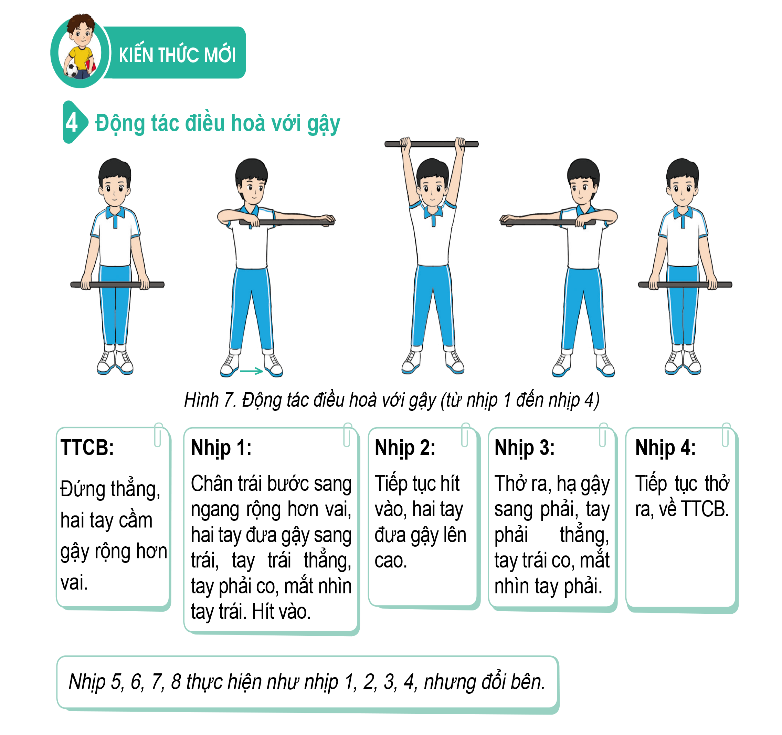 KIẾN THỨC MỚI
4 Động tác điều hoà với gậy
Hình 7. Động tác điều hoà với gậy (từ nhịp 1 đến nhịp 4)
TTCB:
Đứng thẳng,
hai tay cầm
gậy rộng hơn
vai.
Nhịp 1:
Chân trái bước sang
ngang rộng hơn vai,
hai tay đưa gậy sang
trái, tay trái thẳng,
tay phải co, mắt nhìn
tay trái. Hít vào.
Nhịp 2:
Tiếp tục hít
vào, hai tay
đưa gậy lên
cao.
Nhịp 3:
Thở ra, hạ gậy
sang phải, tay
phải thẳng,
tay trái co, mắt
nhìn tay phải.
Nhịp 4:
Tiếp tục thở
ra, về TTCB.
Nhịp 5, 6, 7, 8 thực hiện như nhịp 1, 2, 3, 4, nhưng đổi bên.